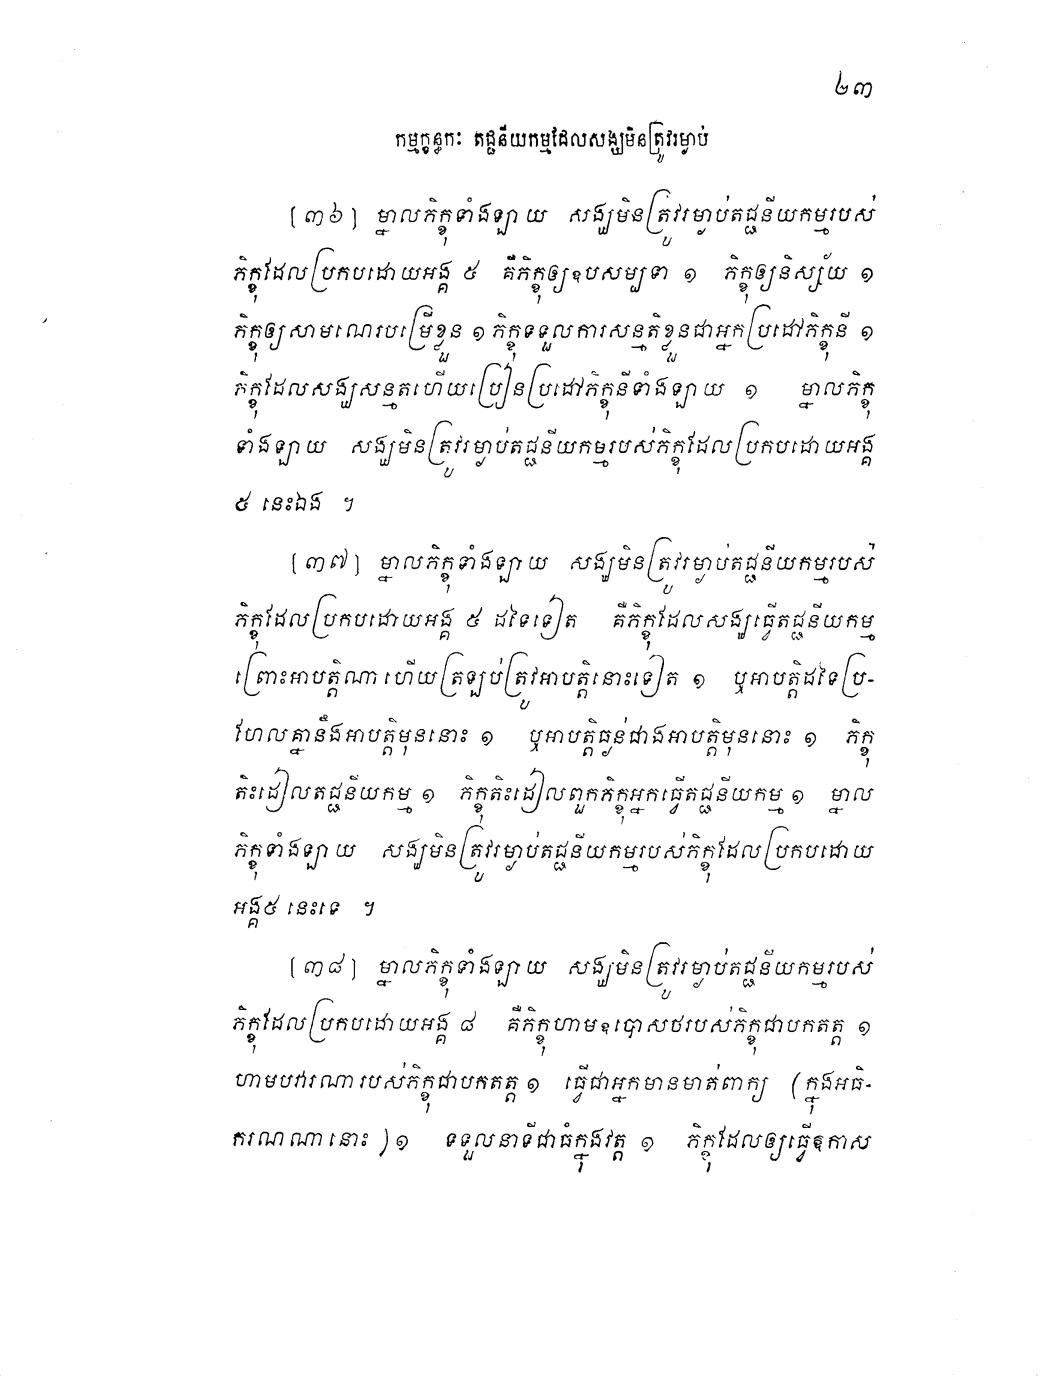 ២៣
កម្មក្ខន្ធកៈ តជ្ជនីយកម្មដែលសង្ឃមិនត្រូវរម្ងាប់
[៣៦] ម្នាលភិក្ខុទាំងឡាយ សង្ឃមិនត្រូវរម្ងាប់តជ្ជនីយកម្មរបស់
ភិក្ខុដែលប្រកបដោយអង្គ ៥ គឺភិក្ខុឲ្យឧបសម្បទា ១ ភិក្ខុឲ្យនិស្ស័យ ១
ភិក្ខុឲ្យសាមណេរបម្រើខ្លួន ១ ភិក្ខុទទួលការសន្មតិខ្លួនជាអ្នកប្រដៅភិក្ខុនី ១
ភិក្ខុដែលសង្ឃសន្មតហើយប្រៀនប្រដៅភិក្ខុនីទាំងឡាយ ១ ម្នាលភិក្ខុ
ទាំងឡាយ សង្ឃមិនត្រូវរម្ងាប់តជ្ជនីយកម្មរបស់ភិក្ខុដែលប្រកបដោយអង្គ
៥ នេះឯង ។
[៣៧] ម្នាលភិក្ខុទាំងឡាយ សង្ឃមិនត្រូវរម្ងាប់តជ្ជនីយកម្មរបស់
ភិក្ខុដែលប្រកបដោយអង្គ ៥ ដទៃទៀត គឺភិក្ខុដែលសង្ឃធ្វើតជ្ជនីយកម្ម
ព្រោះអាបត្តិណា ហើយត្រឡប់ត្រូវអាបត្តិនោះទៀត ១ ឬអាបត្តិដទៃប្រ-
ហែលគ្នានឹងអាបត្តិមុននោះ ១ ឬអាបត្តិធ្ងន់ជាងអាបត្តិមុននោះ ១ ភិក្ខុ
តិះដៀលតជ្ជនីយកម្ម ១ ភិក្ខុតិះដៀលពួកភិក្ខុអ្នកធ្វើតជ្ជនីយកម្ម ១ ម្នាល
ភិក្ខុទាំងឡាយ សង្ឃមិនត្រូវរម្ងាប់តជ្ជនីយកម្មរបស់ភិក្ខុដែលប្រកបដោយ
អង្គ៥ នេះទេ ។
[៣៨] ម្នាលភិក្ខុទាំងឡាយ សង្ឃមិនត្រូវរម្ងាប់តជ្ជនីយកម្មរបស់
ភិក្ខុដែលប្រកបដោយអង្គ ៨ គឺភិក្ខុហាមឧបោសថរបស់ភិក្ខុជាបកតត្ត ១
ហាមបវារណារបស់ភិក្ខុជាបកតត្ត ១ ធ្វើជាអ្នកមានមាត់ពាក្យ (ក្នុងអធិ-
ករណណានោះ )១ ទទួលនាទីជាធំក្នុងវត្ត ១ ភិក្ខុដែលឲ្យធ្វើឱកាស